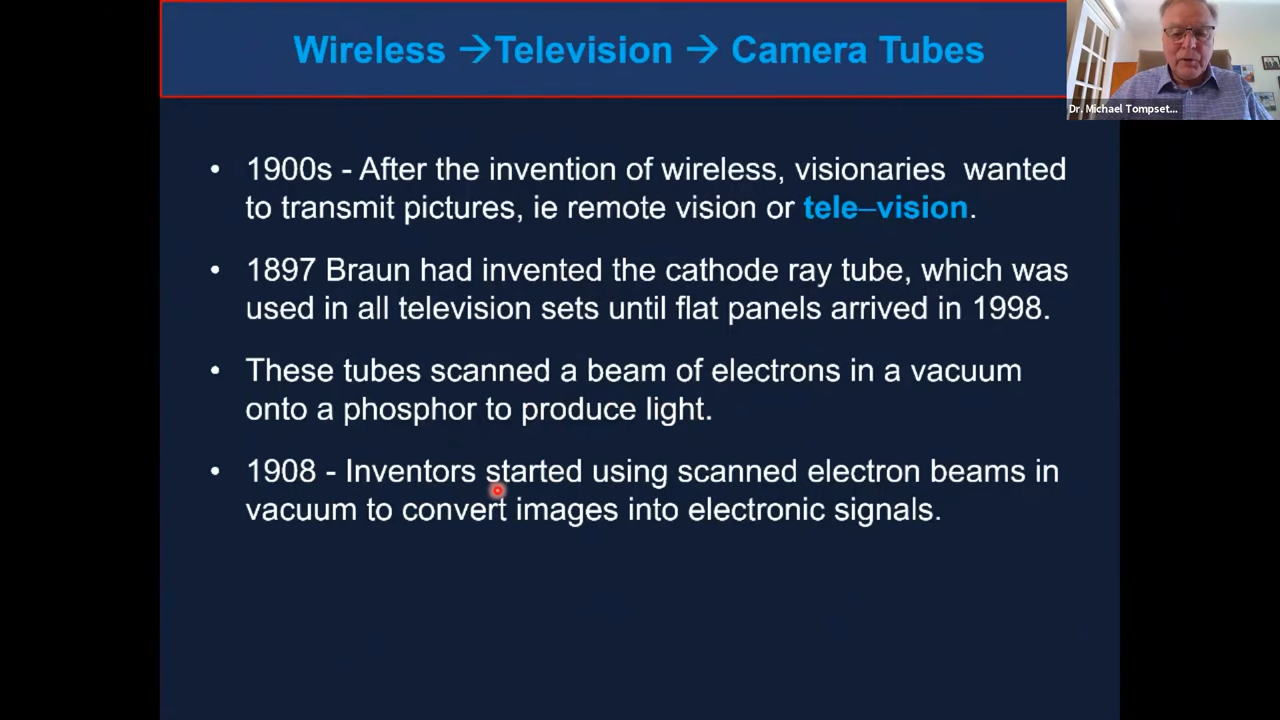 Wireless →Television → Camera Tubes
Dr. Michael Tompset...
• 1900s - After the invention of wireless, visionaries wanted
to transmit pictures, ie remote vision or tele–vision.
• 1897 Braun had invented the cathode ray tube, which was
used in all television sets until flat panels arrived in 1998.
• These tubes scanned a beam of electrons in a vacuum
onto a phosphor to produce light.
• 1908 - Inventors started using scanned electron beams in
vacuum to convert images into electronic signals.